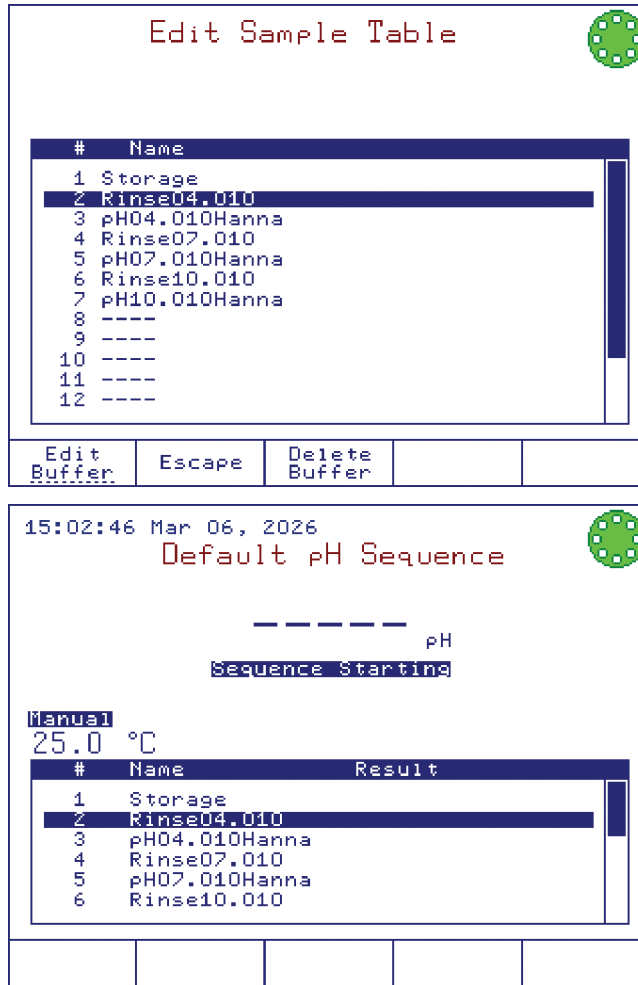 Edit Sample Table
# Name
1 Storage
2 Rinse04.010
3 pH04.010Hanna
4 Rinse07.010
5 pH07.010Hanna
6 Rinse10.010
7 pH10.010Hanna
8 ----
9 ----
10 ----
11 ----
12 ----
Edit Buffer
Escape
Delete Buffer
15:02:46 Mar 06, 2026
Default pH Sequence
----- pH
Sequence Starting
Manual
25.0 °C
# Name Result
1 Storage
2 Rinse04.010
3 pH04.010Hanna
4 Rinse07.010
5 pH07.010Hanna
6 Rinse10.010